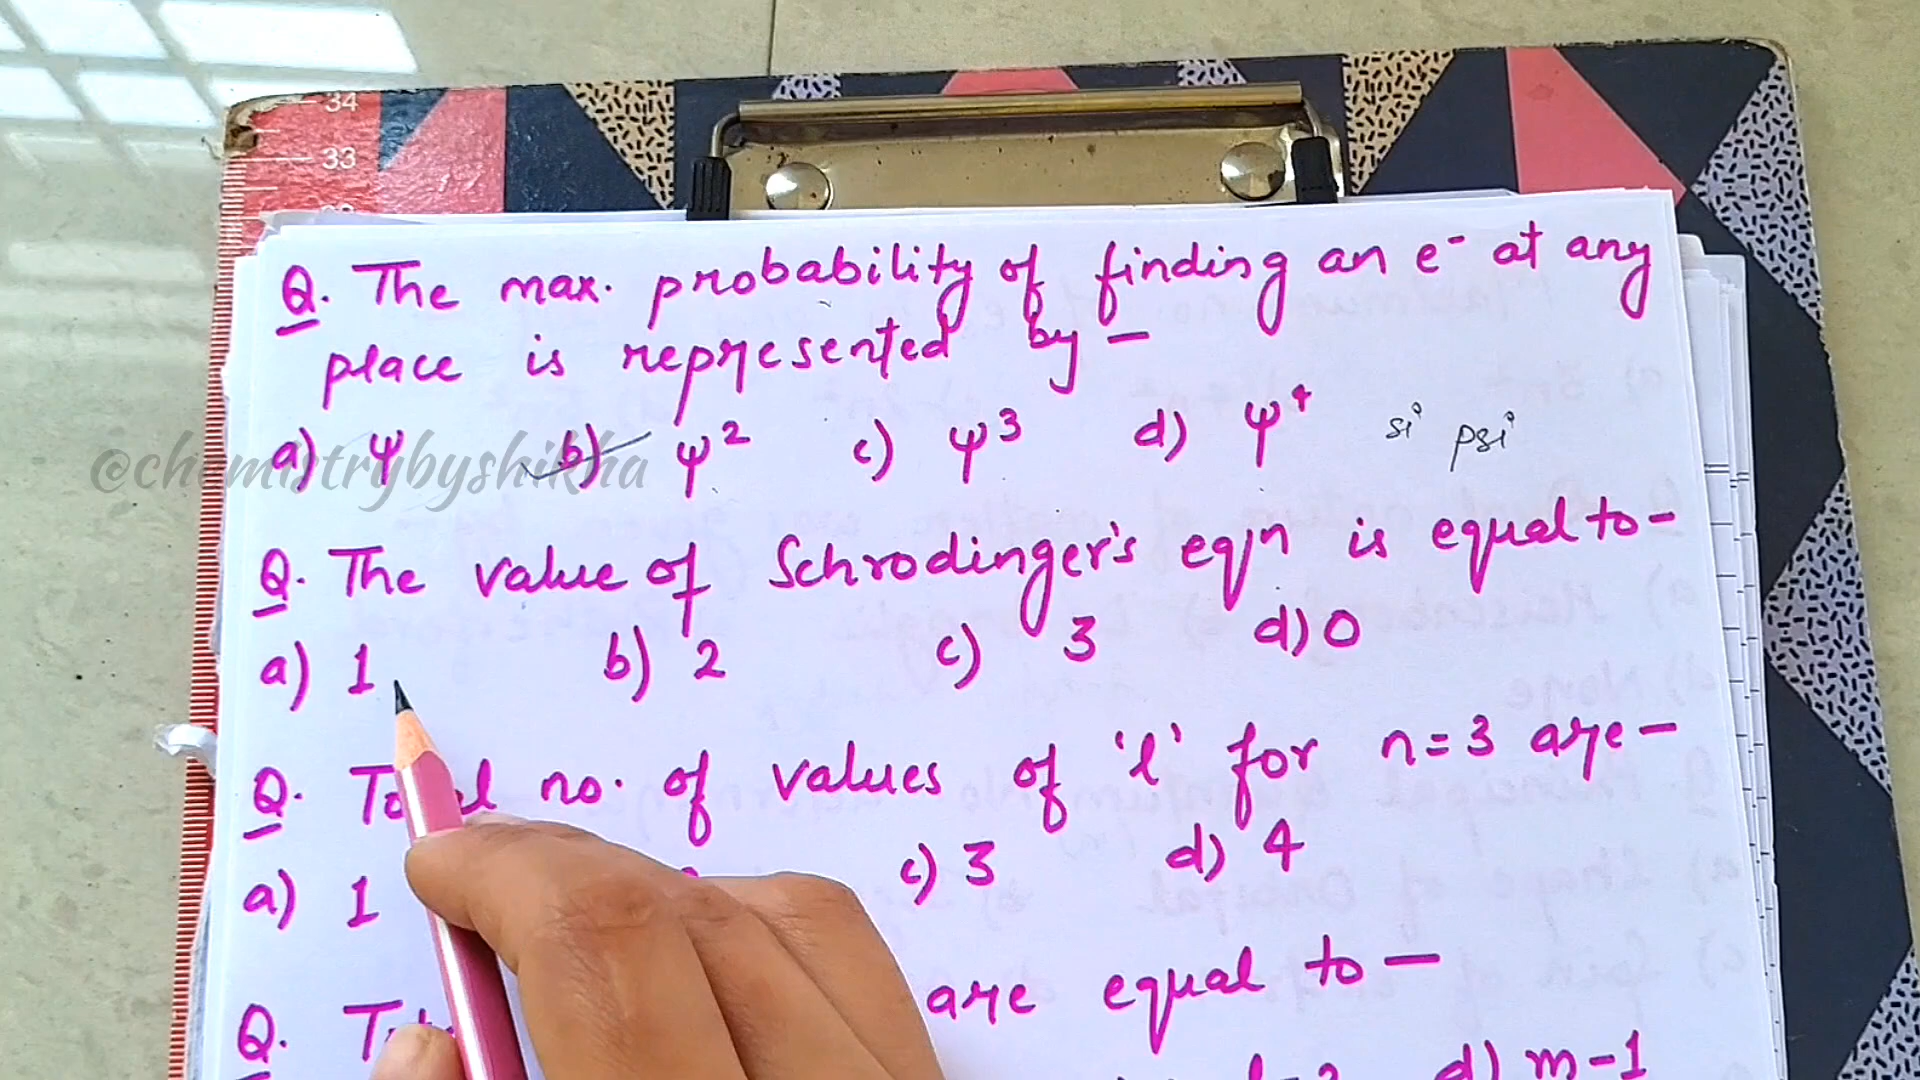 34
33
Q. The max. probability of finding an e⁻ at any
place is represented by –
a) ψ b) ψ² c) ψ³ d) ψ⁴ si psi
@chemistrybyshikha
Q. The value of Schrodinger's eqⁿ is equal to –
a) 1 b) 2 c) 3 d) 0
Q. no. of values of 'l' for n = 3 are –
a) 1 c) 3 d) 4
Q. are equal to –
d) m - 1